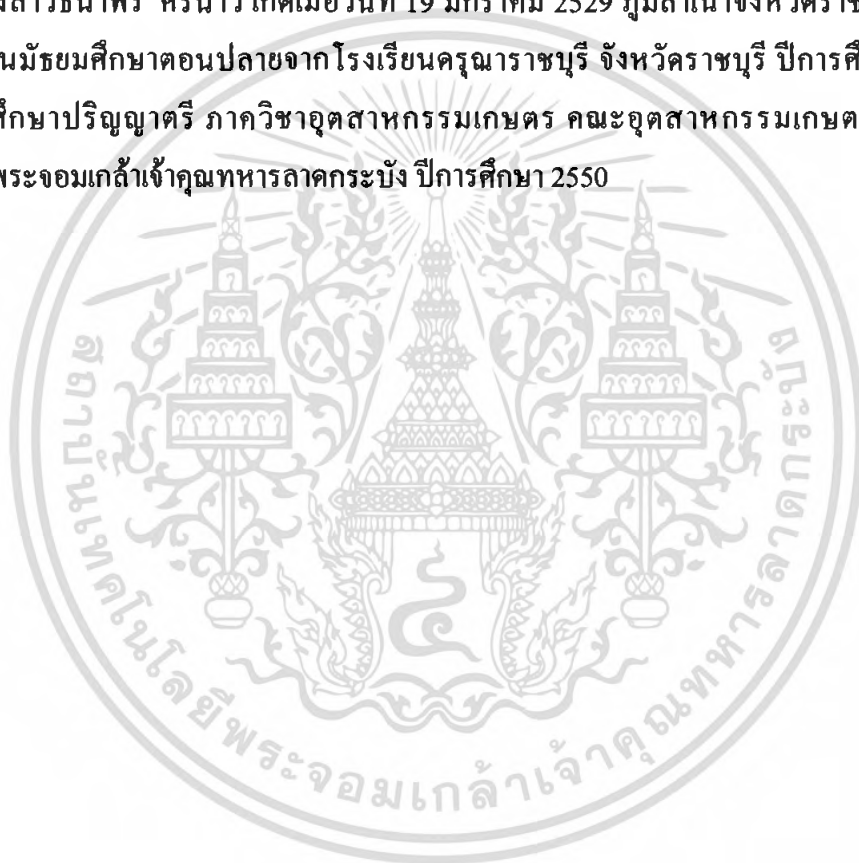 เกิดเมื่อวันที่ 19 มกราคม 2529 ภูมิลำเนาจังหวัดราช
นมัธยมศึกษาตอนปลายจากโรงเรียนดรุณาราชบุรี จังหวัดราชบุรี ปีการศึ
ศึกษาปริญญาตรี ภาควิชาอุตสาหกรรมเกษตร คณะอุตสาหกรรมเกษต
พระจอมเกล้าเจ้าคุณทหารลาดกระบัง ปีการศึกษา 2550
สถาบันเทคโนโลยีพระจอมเกล้าเจ้าคุณทหารลาดกระบัง